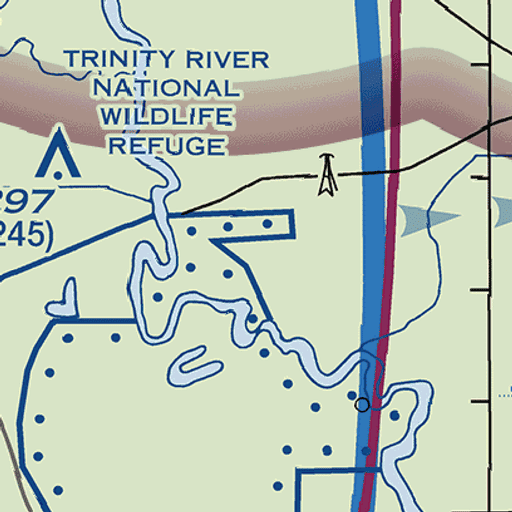 TRINITY RIVER
NATIONAL
WILDLIFE
REFUGE
297
245)